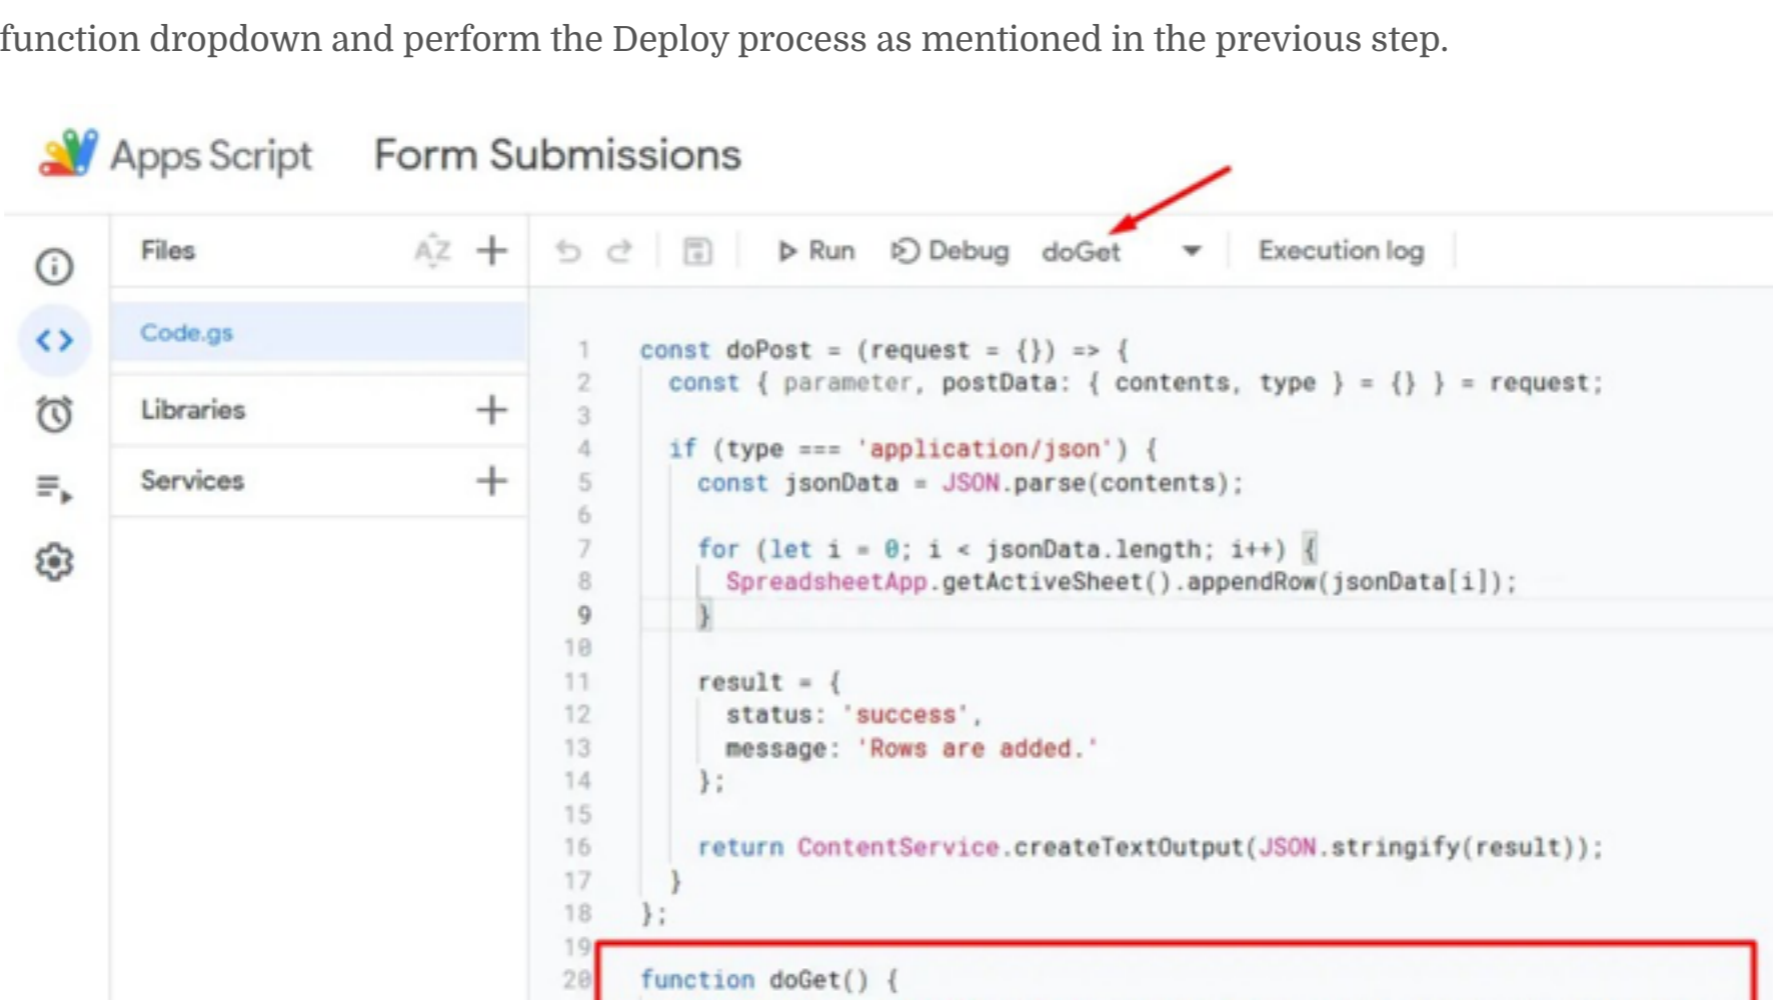 function dropdown and perform the Deploy process as mentioned in the previous step.
Apps Script Form Submissions
Files AZ Run Debug doGet Execution log
Code.gs
Libraries
Services
1 const doPost = (request = {}) => {
2 const { parameter, postData: { contents, type } = {} } = request;
3
4 if (type === 'application/json') {
5 const jsonData = JSON.parse(contents);
6
7 for (let i = 0; i < jsonData.length; i++) {
8 SpreadsheetApp.getActiveSheet().appendRow(jsonData[i]);
9 }
10
11 result = {
12 status: 'success',
13 message: 'Rows are added.'
14 };
15
16 return ContentService.createTextOutput(JSON.stringify(result));
17 }
18 };
19
20 function doGet() {